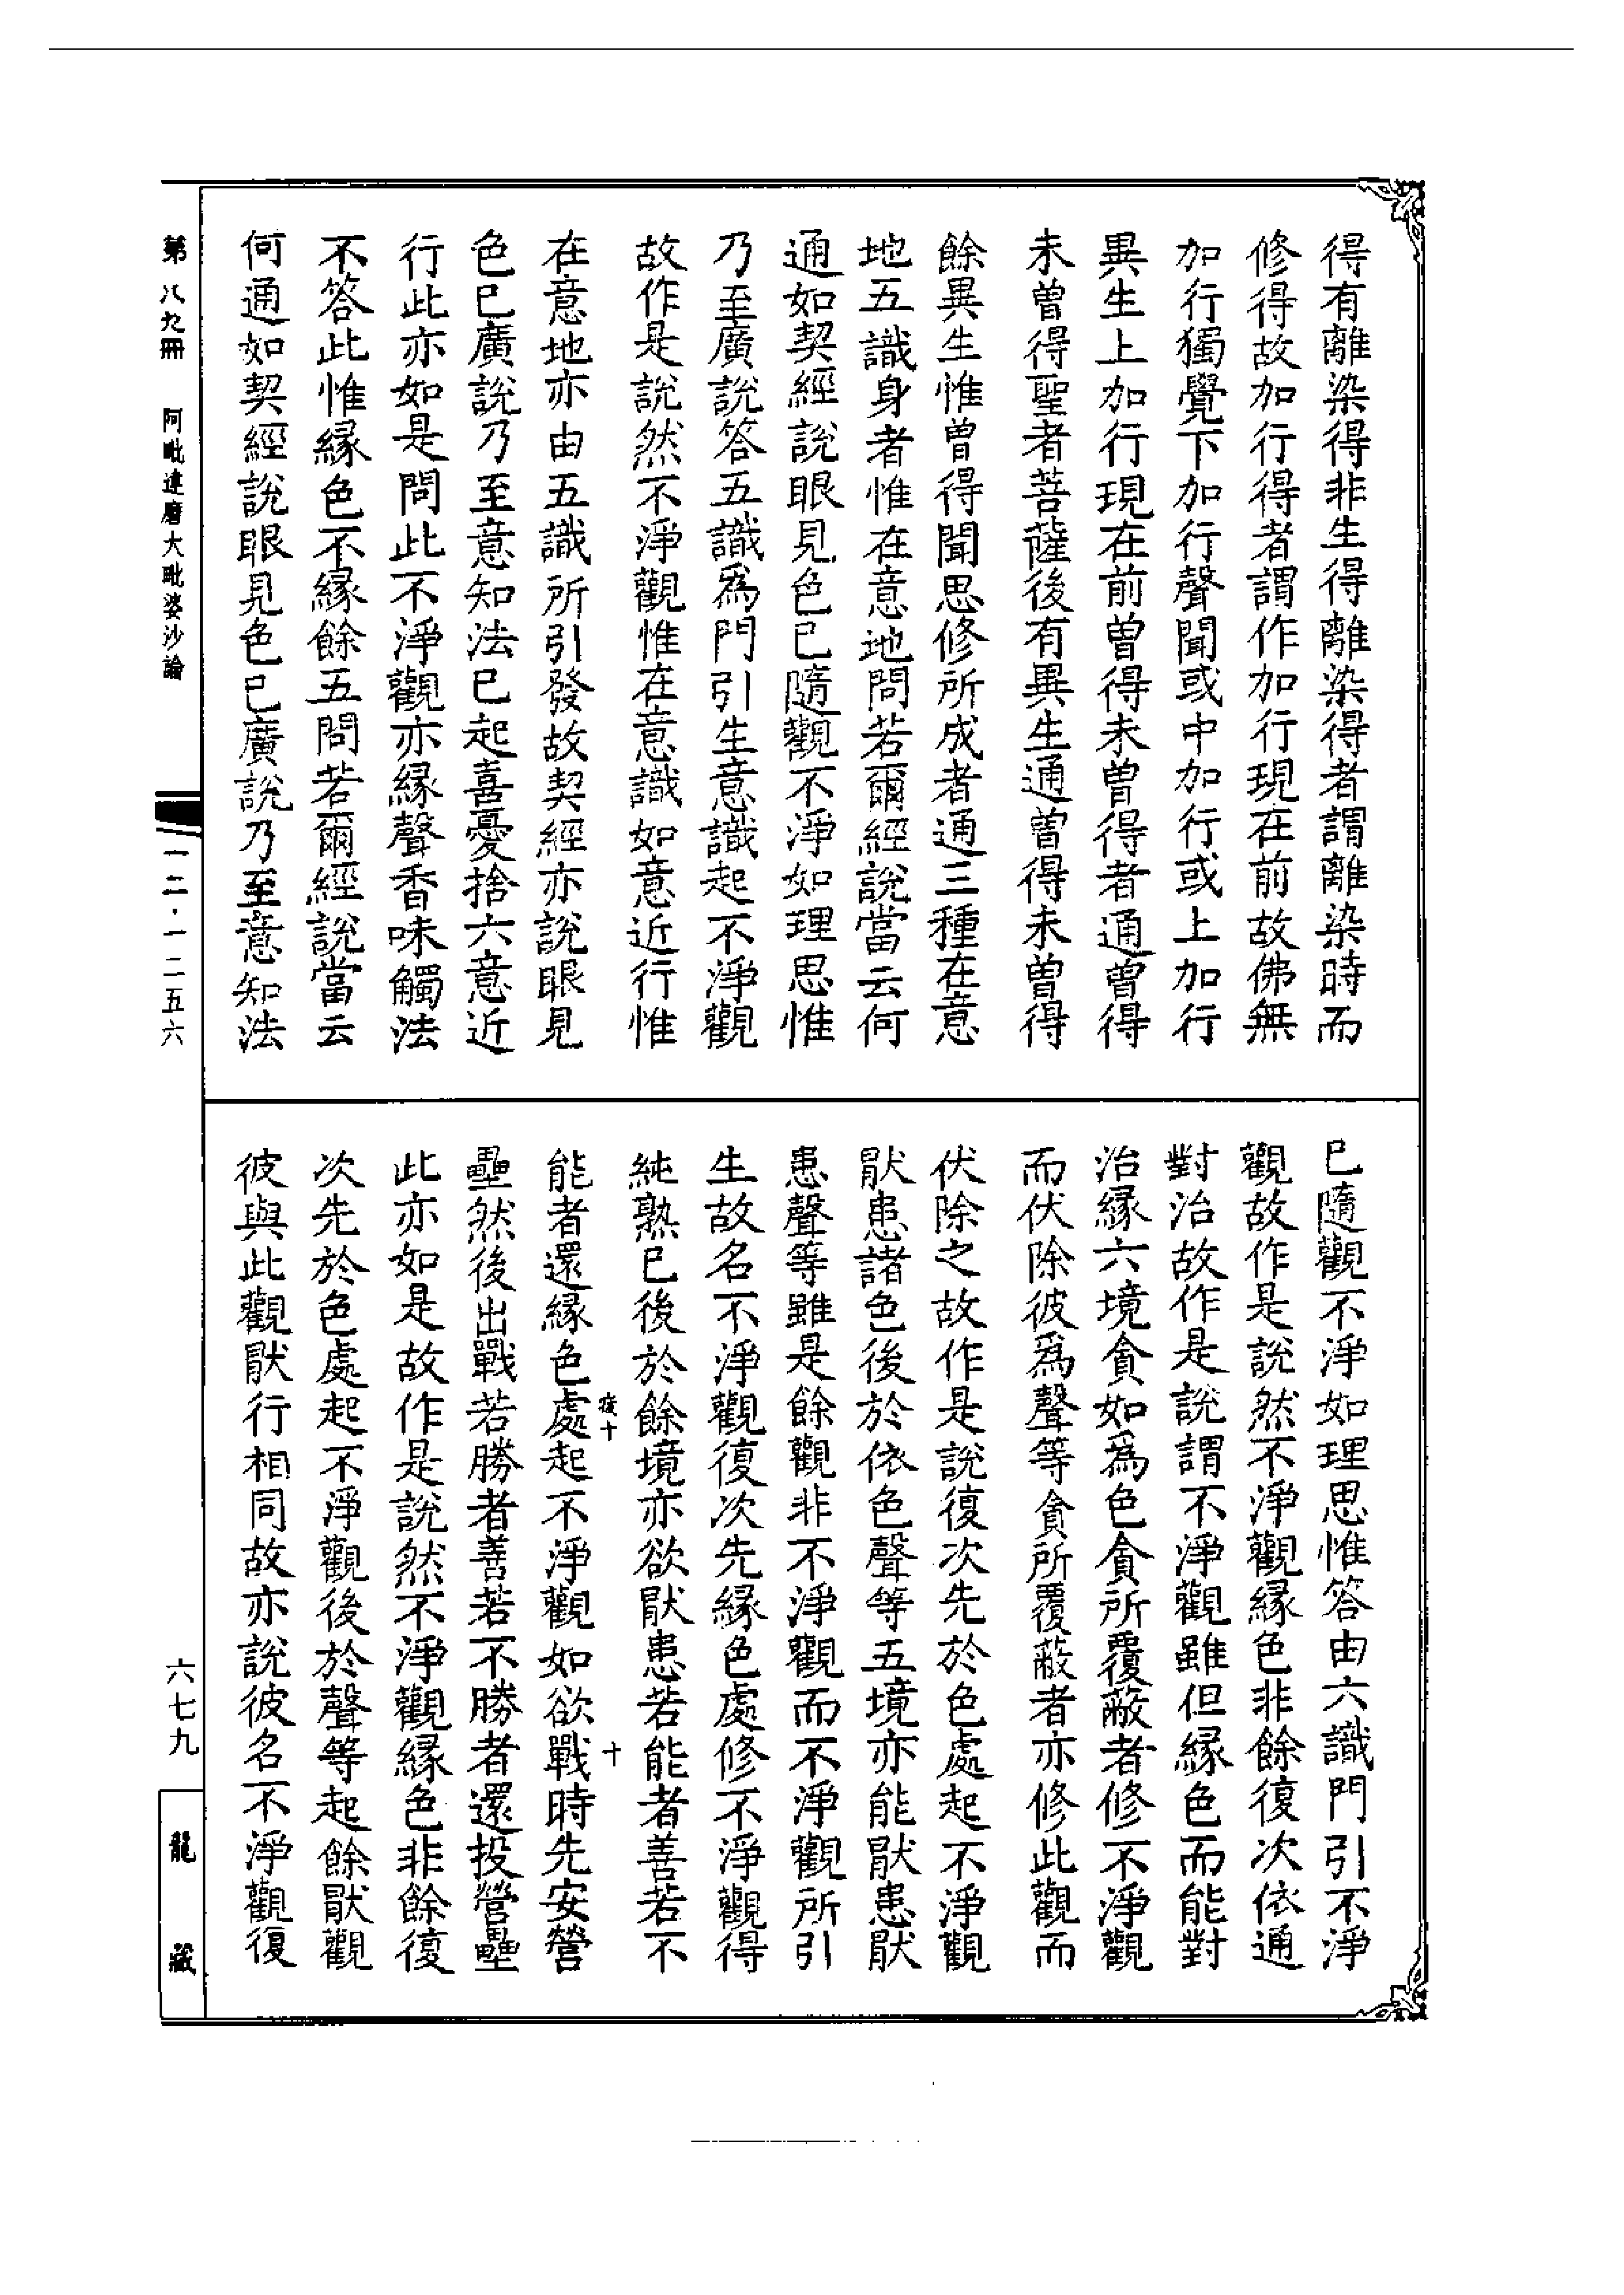 得有離染得非生得離染得者謂離染時而
修得故加行得者謂作加行現在前故佛無
加行獨覺下加行聲聞或中加行或上加行
異生上加行現在前曾得未曾得者通曾得
未曾得聖者菩薩後有異生通曾得未曾得
餘異生惟曾得聞思修所成者通三種在意
地五識身者惟在意地問若爾經說當云何
通如契經說眼見色已隨觀不淨如理思惟
乃至廣說答五識爲門引生意識起不淨觀
故作是說然不淨觀惟在意識如意近行惟
在意地亦由五識所引發故契經亦說眼見
色已廣說乃至意知法已起喜憂捨六意近
行此亦如是問此不淨觀亦緣聲香味觸法
不答此惟緣色不緣餘五問若爾經說當云
何通如契經說眼見色已廣說乃至意知法
已隨觀不淨如理思惟答由六識門引不淨
觀故作是說然不淨觀緣色非餘復次依通
對治故作是說謂不淨觀雖但緣色而能對
治緣六境貪如爲色貪所覆蔽者修不淨觀
而伏除彼爲聲等貪所覆蔽者亦修此觀而
伏除之故作是說復次先於色處起不淨觀
猒患諸色後於依色聲等五境亦能猒患猒
患聲等雖是餘觀非不淨觀而不淨觀所引
生故名不淨觀復次先緣色處修不淨觀得
純熟已後於餘境亦欲猒患若能者善若不
能者還緣色處起不淨觀如欲戰時先安營
壘然後出戰若勝者善若不勝者還投營壘
此亦如是故作是說然不淨觀緣色非餘復
次先於色處起不淨觀後於聲等起餘猒觀
彼與此觀猒行相同故亦說彼名不淨觀復
第八九冊 阿毗達磨大毗婆沙論
一二·一二五六
六七九
龍藏